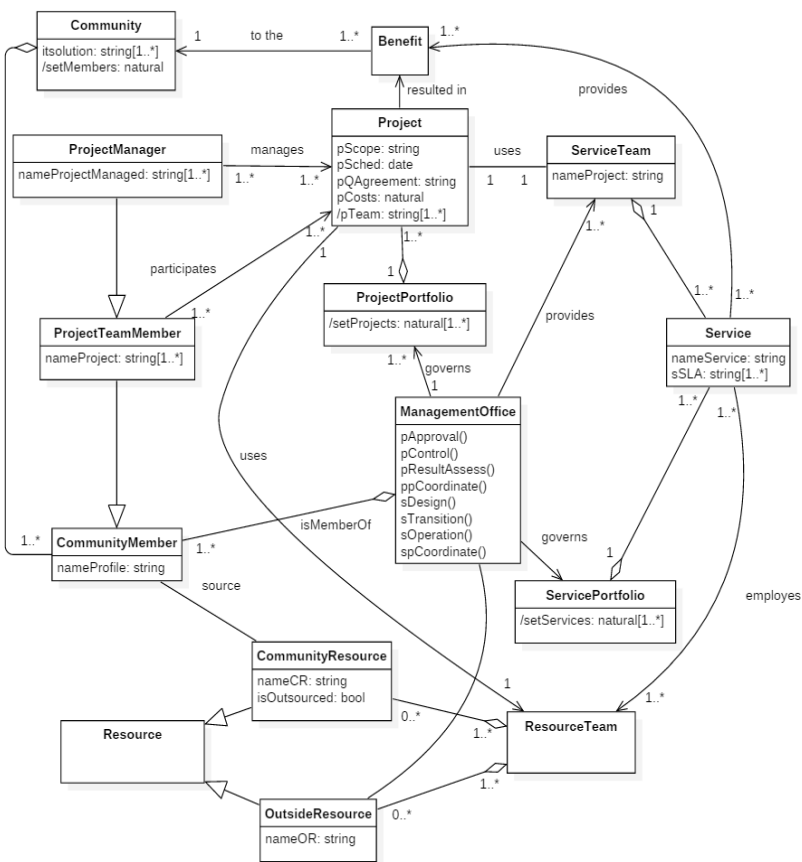 Community
itsolution: string[1..*]
/setMembers: natural
1
to the
1..*
Benefit
1..*
resulted in
provides
ProjectManager
nameProjectManaged: string[1..*]
manages
1..*
1..*
Project
pScope: string
pSched: date
pQAgreement: string
pCosts: natural
/pTeam: string[1..*]
uses
1
1
ServiceTeam
nameProject: string
1
1..*
1..*
1
1..*
participates
1..*
1
ProjectPortfolio
/setProjects: natural[1..*]
1..*
1..*
provides
1..*
ProjectTeamMember
nameProject: string[1..*]
Service
nameService: string
sSLA: string[1..*]
1..*
governs
1
1..*
1..*
ManagementOffice
pApproval()
pControl()
pResultAssess()
ppCoordinate()
sDesign()
sTransition()
sOperation()
spCoordinate()
uses
isMemberOf
governs
1..*
1..*
1
CommunityMember
nameProfile: string
source
ServicePortfolio
/setServices: natural[1..*]
employes
CommunityResource
nameCR: string
isOutsourced: bool
1
1..*
0..*
1..*
Resource
ResourceTeam
1..*
0..*
OutsideResource
nameOR: string